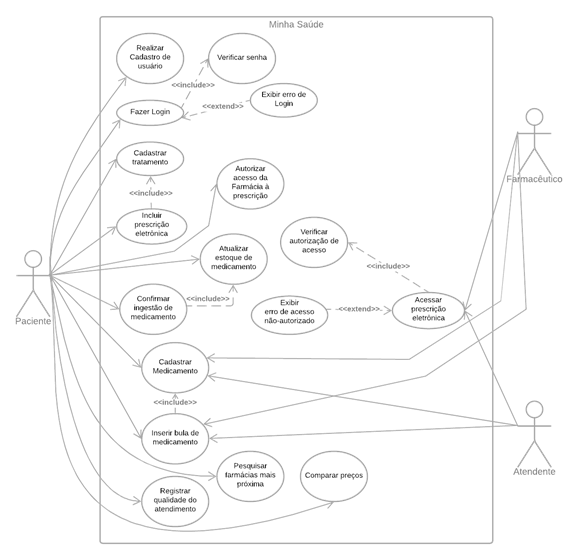 Minha Saúde
Realizar
Cadastro de
usuário
Verificar senha
<<include>>
Exibir erro de
Login
<<extend>>
Fazer Login
Farmacêutico
Cadastrar
tratamento
Autorizar
acesso da
Farmácia à
prescrição
<<include>>
Incluir
prescrição
eletrônica
Verificar
autorização de
acesso
Atualizar
estoque de
medicamento
<<include>>
Paciente
Confirmar
ingestão de
medicamento
<<include>>
Exibir
erro de acesso
não-autorizado
<<extend>>
Acessar
prescrição
eletrônica
Cadastrar
Medicamento
<<include>>
Inserir bula de
medicamento
Atendente
Pesquisar
farmácias mais
próxima
Comparar preços
Registrar
qualidade do
atendimento